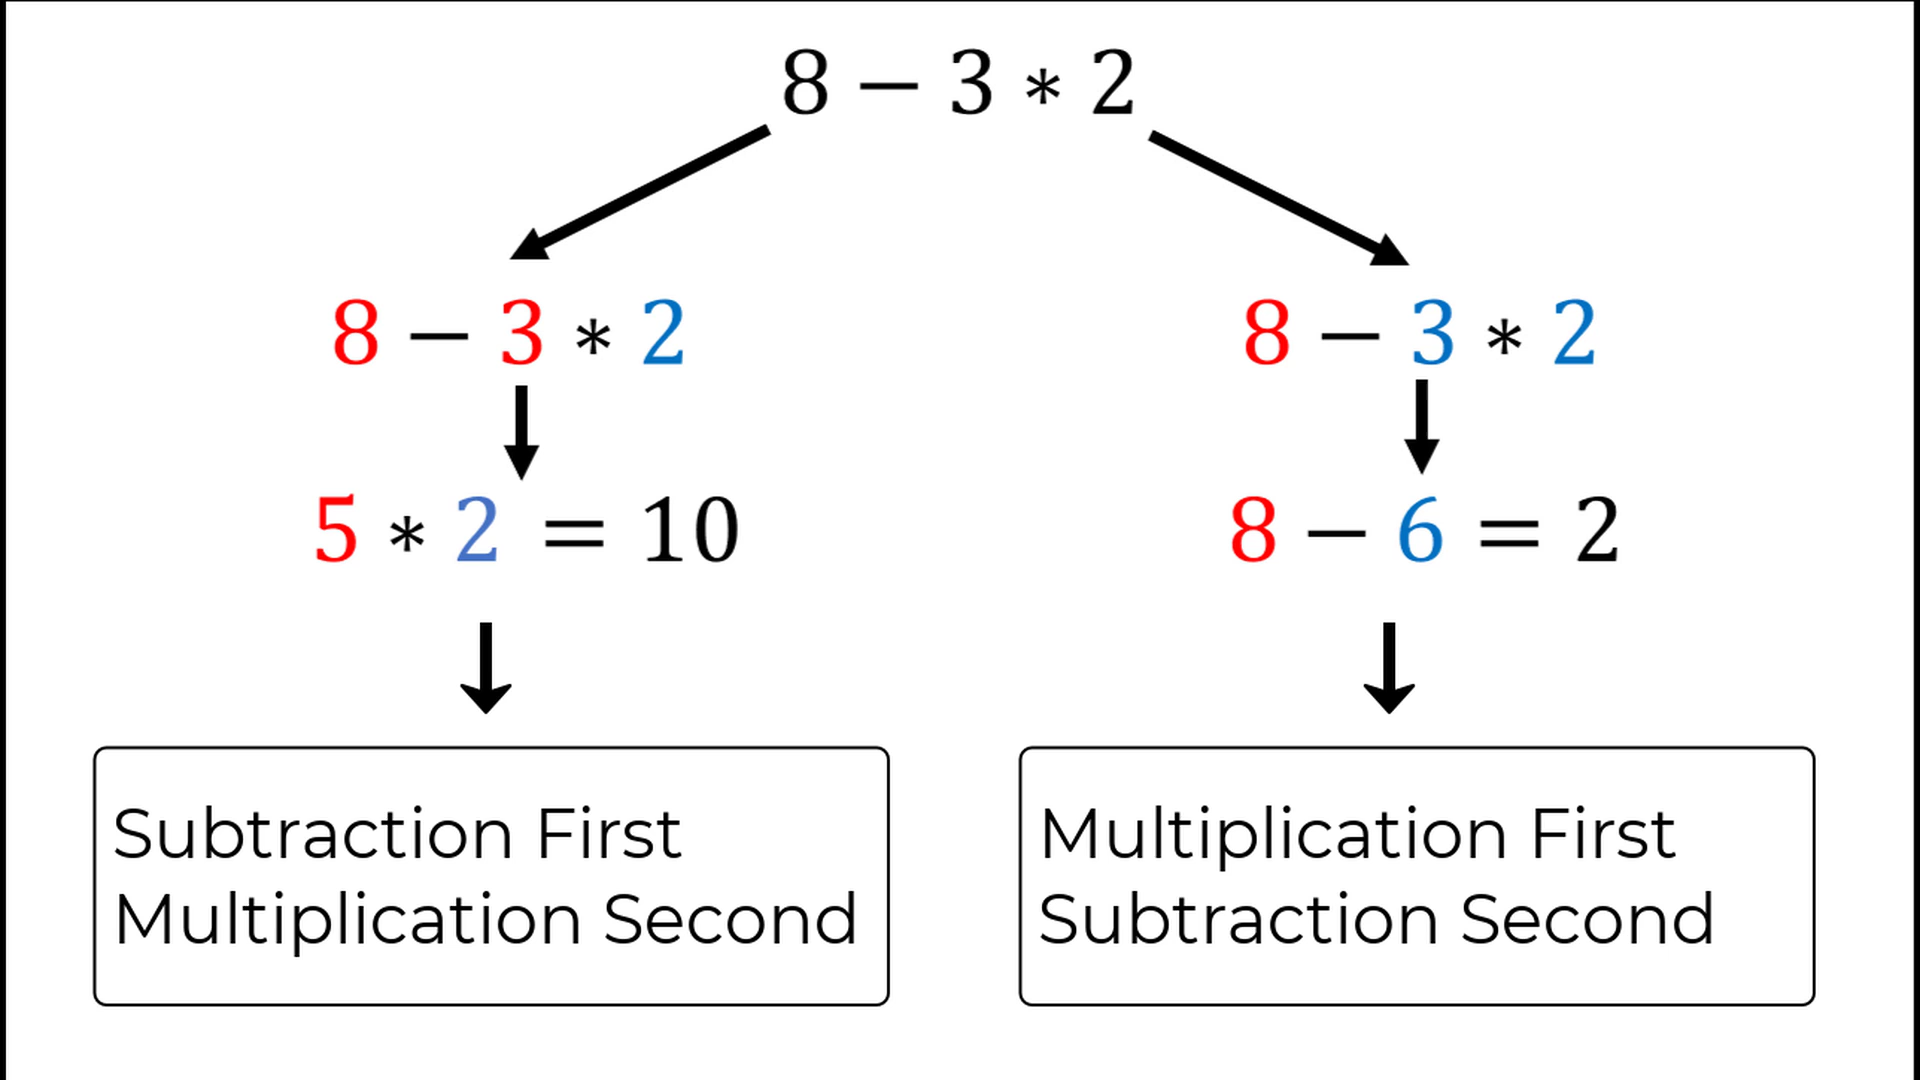 8 − 3 ∗ 2
8 − 3 ∗ 2
8 − 3 ∗ 2
5 ∗ 2 = 10
8 − 6 = 2
Subtraction First
Multiplication Second
Multiplication First
Subtraction Second